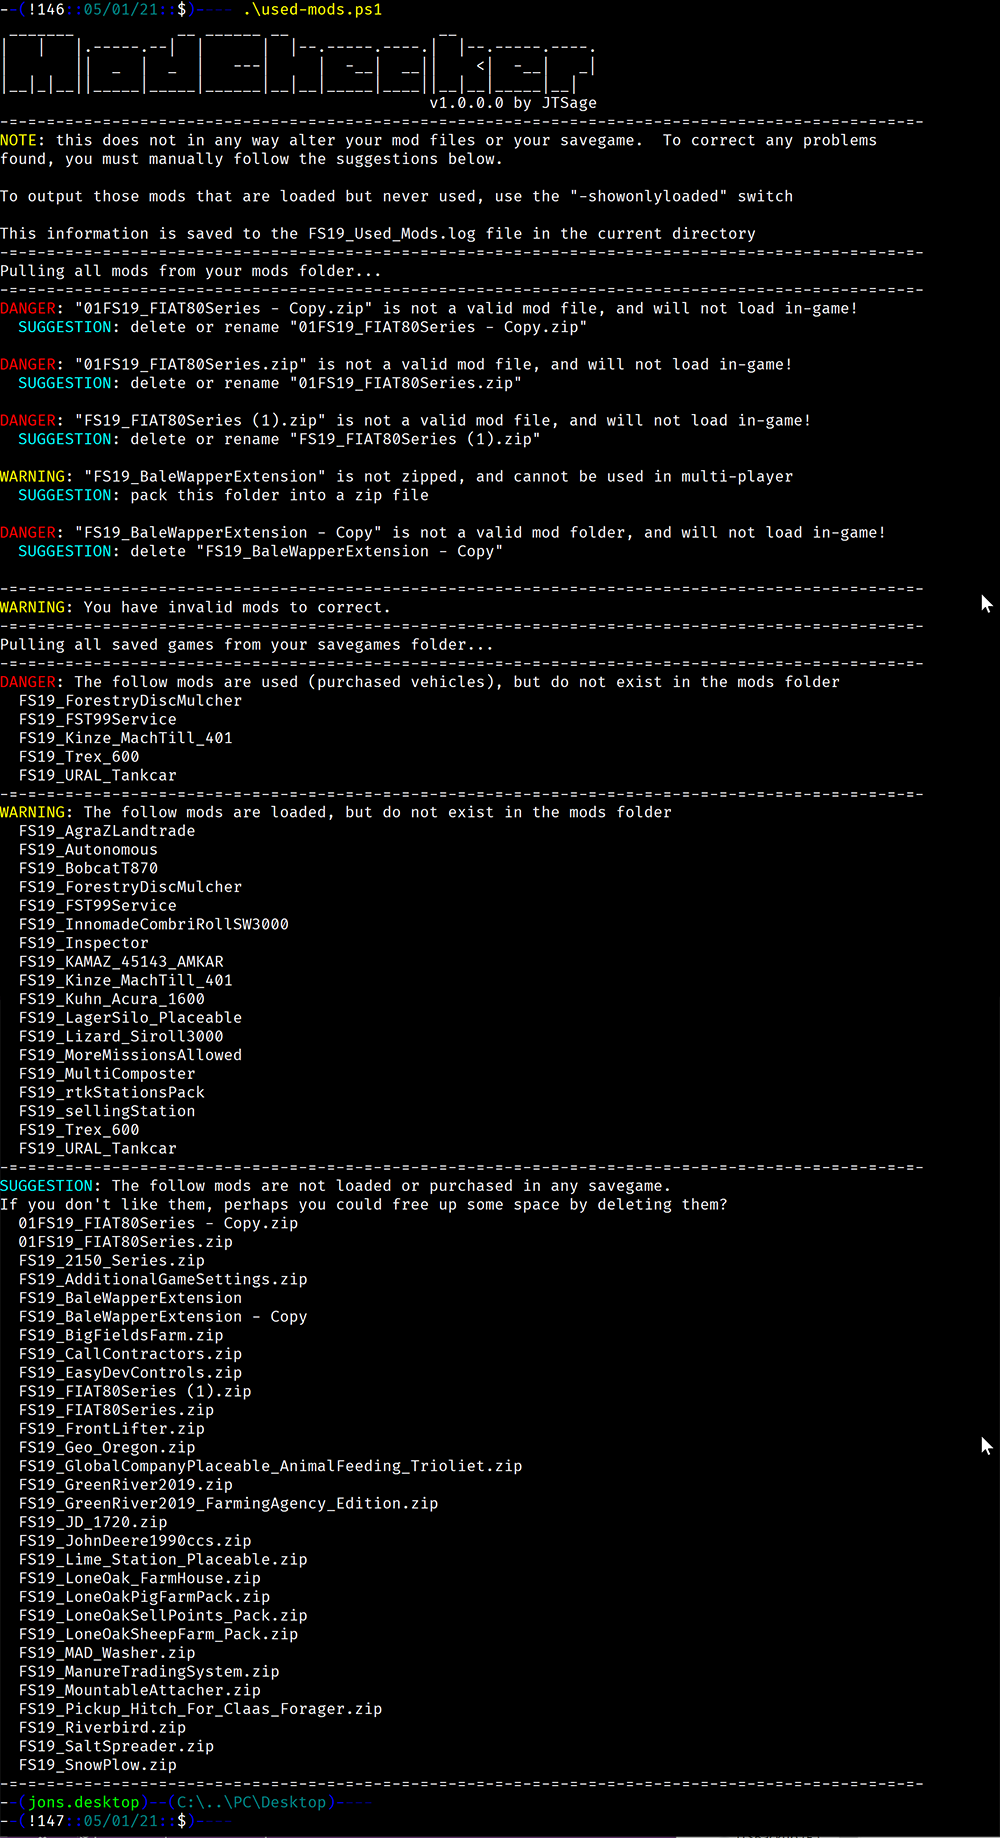 --(!146::05/01/21::$)---- .\used-mods.ps1
ModChecker
v1.0.0.0 by JTSage
-=-=-=-=-=-=-=-=-=-=-=-=-=-=-=-=-=-=-=-=-=-=-=-=-=-=-=-=-=-=-=-=-=-=-=-=-=-=-=-=-=-=-=-=-=-=-=-=-=-
NOTE: this does not in any way alter your mod files or your savegame.  To correct any problems
found, you must manually follow the suggestions below.
To output those mods that are loaded but never used, use the "-showonlyloaded" switch
This information is saved to the FS19_Used_Mods.log file in the current directory
-=-=-=-=-=-=-=-=-=-=-=-=-=-=-=-=-=-=-=-=-=-=-=-=-=-=-=-=-=-=-=-=-=-=-=-=-=-=-=-=-=-=-=-=-=-=-=-=-=-
Pulling all mods from your mods folder...
-=-=-=-=-=-=-=-=-=-=-=-=-=-=-=-=-=-=-=-=-=-=-=-=-=-=-=-=-=-=-=-=-=-=-=-=-=-=-=-=-=-=-=-=-=-=-=-=-=-
DANGER: "01FS19_FIAT80Series - Copy.zip" is not a valid mod file, and will not load in-game!
  SUGGESTION: delete or rename "01FS19_FIAT80Series - Copy.zip"
DANGER: "01FS19_FIAT80Series.zip" is not a valid mod file, and will not load in-game!
  SUGGESTION: delete or rename "01FS19_FIAT80Series.zip"
DANGER: "FS19_FIAT80Series (1).zip" is not a valid mod file, and will not load in-game!
  SUGGESTION: delete or rename "FS19_FIAT80Series (1).zip"
WARNING: "FS19_BaleWapperExtension" is not zipped, and cannot be used in multi-player
  SUGGESTION: pack this folder into a zip file
DANGER: "FS19_BaleWapperExtension - Copy" is not a valid mod folder, and will not load in-game!
  SUGGESTION: delete "FS19_BaleWapperExtension - Copy"
-=-=-=-=-=-=-=-=-=-=-=-=-=-=-=-=-=-=-=-=-=-=-=-=-=-=-=-=-=-=-=-=-=-=-=-=-=-=-=-=-=-=-=-=-=-=-=-=-=-
WARNING: You have invalid mods to correct.
-=-=-=-=-=-=-=-=-=-=-=-=-=-=-=-=-=-=-=-=-=-=-=-=-=-=-=-=-=-=-=-=-=-=-=-=-=-=-=-=-=-=-=-=-=-=-=-=-=-
Pulling all saved games from your savegames folder...
-=-=-=-=-=-=-=-=-=-=-=-=-=-=-=-=-=-=-=-=-=-=-=-=-=-=-=-=-=-=-=-=-=-=-=-=-=-=-=-=-=-=-=-=-=-=-=-=-=-
DANGER: The follow mods are used (purchased vehicles), but do not exist in the mods folder
  FS19_ForestryDiscMulcher
  FS19_FST99Service
  FS19_Kinze_MachTill_401
  FS19_Trex_600
  FS19_URAL_Tankcar
-=-=-=-=-=-=-=-=-=-=-=-=-=-=-=-=-=-=-=-=-=-=-=-=-=-=-=-=-=-=-=-=-=-=-=-=-=-=-=-=-=-=-=-=-=-=-=-=-=-
WARNING: The follow mods are loaded, but do not exist in the mods folder
  FS19_AgraZLandtrade
  FS19_Autonomous
  FS19_BobcatT870
  FS19_ForestryDiscMulcher
  FS19_FST99Service
  FS19_InnomadeCombriRollSW3000
  FS19_Inspector
  FS19_KAMAZ_45143_AMKAR
  FS19_Kinze_MachTill_401
  FS19_Kuhn_Acura_1600
  FS19_LagerSilo_Placeable
  FS19_Lizard_Siroll3000
  FS19_MoreMissionsAllowed
  FS19_MultiComposter
  FS19_rtkStationsPack
  FS19_sellingStation
  FS19_Trex_600
  FS19_URAL_Tankcar
-=-=-=-=-=-=-=-=-=-=-=-=-=-=-=-=-=-=-=-=-=-=-=-=-=-=-=-=-=-=-=-=-=-=-=-=-=-=-=-=-=-=-=-=-=-=-=-=-=-
SUGGESTION: The follow mods are not loaded or purchased in any savegame.
If you don't like them, perhaps you could free up some space by deleting them?
  01FS19_FIAT80Series - Copy.zip
  01FS19_FIAT80Series.zip
  FS19_2150_Series.zip
  FS19_AdditionalGameSettings.zip
  FS19_BaleWapperExtension
  FS19_BaleWapperExtension - Copy
  FS19_BigFieldsFarm.zip
  FS19_CallContractors.zip
  FS19_EasyDevControls.zip
  FS19_FIAT80Series (1).zip
  FS19_FIAT80Series.zip
  FS19_FrontLifter.zip
  FS19_Geo_Oregon.zip
  FS19_GlobalCompanyPlaceable_AnimalFeeding_Trioliet.zip
  FS19_GreenRiver2019.zip
  FS19_GreenRiver2019_FarmingAgency_Edition.zip
  FS19_JD_1720.zip
  FS19_JohnDeere1990ccs.zip
  FS19_Lime_Station_Placeable.zip
  FS19_LoneOak_FarmHouse.zip
  FS19_LoneOakPigFarmPack.zip
  FS19_LoneOakSellPoints_Pack.zip
  FS19_LoneOakSheepFarm_Pack.zip
  FS19_MAD_Washer.zip
  FS19_ManureTradingSystem.zip
  FS19_MountableAttacher.zip
  FS19_Pickup_Hitch_For_Claas_Forager.zip
  FS19_Riverbird.zip
  FS19_SaltSpreader.zip
  FS19_SnowPlow.zip
-=-=-=-=-=-=-=-=-=-=-=-=-=-=-=-=-=-=-=-=-=-=-=-=-=-=-=-=-=-=-=-=-=-=-=-=-=-=-=-=-=-=-=-=-=-=-=-=-=-
--(jons.desktop)--(C:\..\PC\Desktop)----
--(!147::05/01/21::$)----